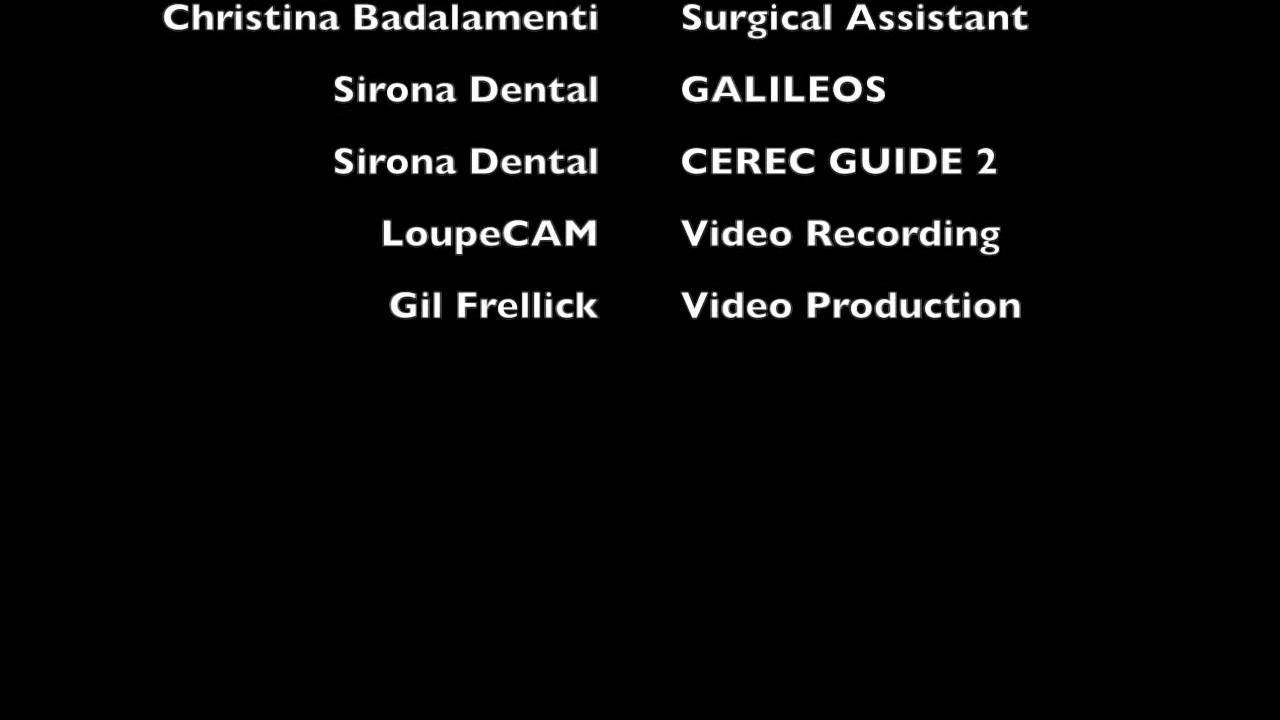 Christina Badalamenti Surgical Assistant
Sirona Dental GALILEOS
Sirona Dental CEREC GUIDE 2
LoupeCAM Video Recording
Gil Frellick Video Production